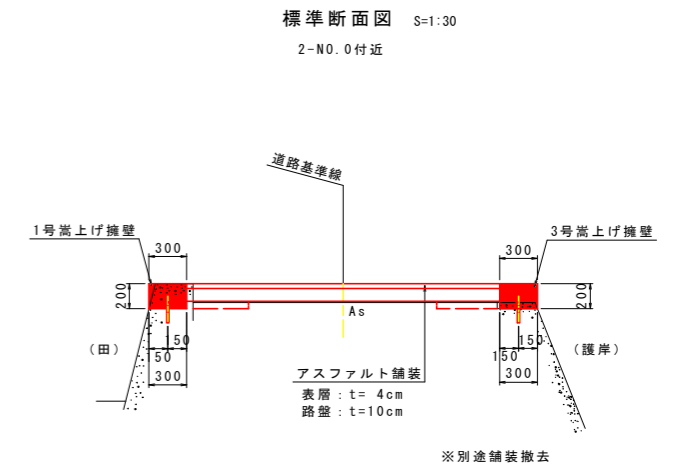 標準断面図 S=1:30
2-NO.0付近
道路基準線
1号嵩上げ擁壁
3号嵩上げ擁壁
300
300
200
200
As
(田)
150
150
150
150
(護岸)
300
300
アスファルト舗装
表層:t= 4cm
路盤:t=10cm
※別途舗装撤去